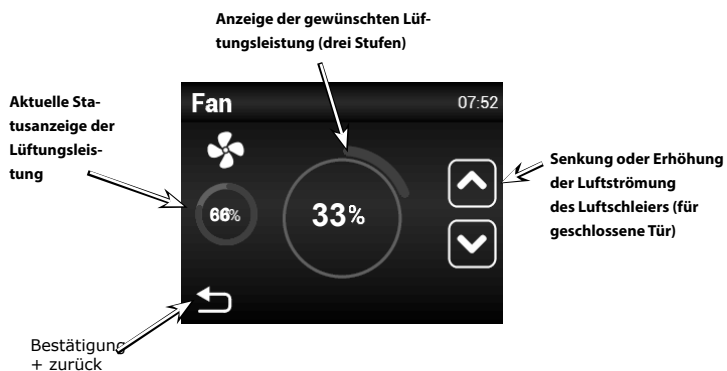 Anzeige der gewünschten Lüf-
tungsleistung (drei Stufen)
Aktuelle Sta-
tusanzeige der
Lüftungsleis-
tung
Fan
07:52
66%
33%
Senkung oder Erhöhung
der Luftströmung
des Luftschleiers (für
geschlossene Tür)
Bestätigung
+ zurück